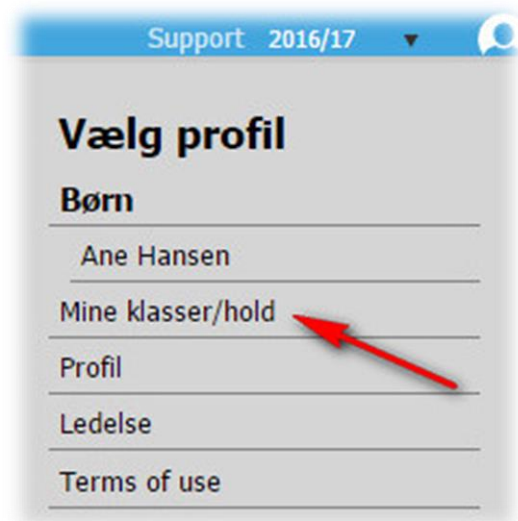 Support 2016/17
Vælg profil
Børn
Ane Hansen
Mine klasser/hold
Profil
Ledelse
Terms of use